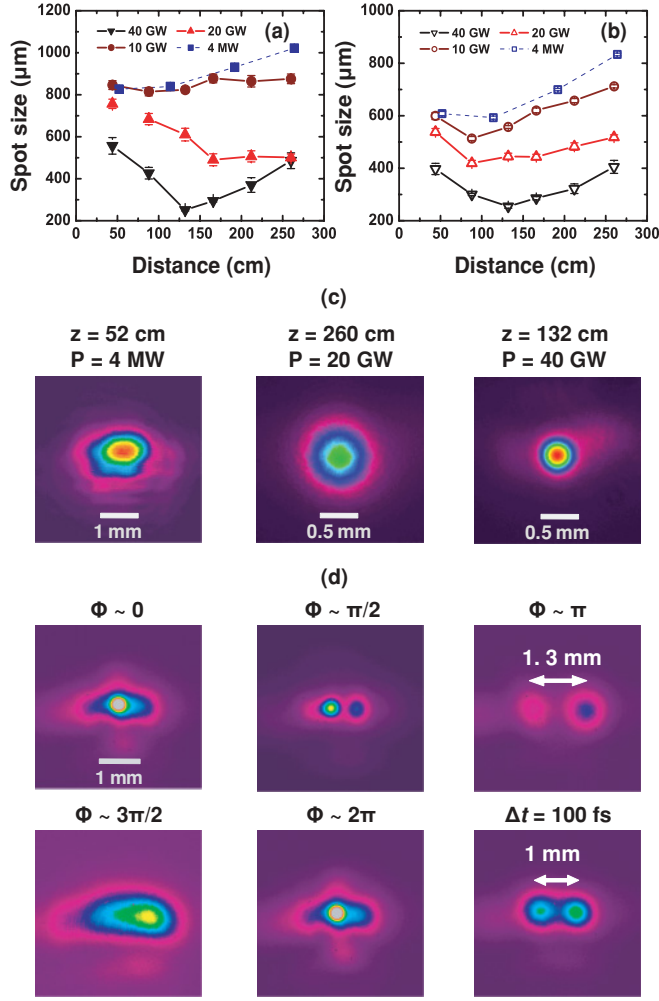 40 GW 20 GW (a)
10 GW 4 MW
1200
1000
800
600
400
200
0 50 100 150 200 250 300
Spot size (μm)
Distance (cm)
40 GW 20 GW (b)
10 GW 4 MW
1000
800
600
400
200
0 50 100 150 200 250 300
Spot size (μm)
Distance (cm)
(c)
z = 52 cm
P = 4 MW
z = 260 cm
P = 20 GW
z = 132 cm
P = 40 GW
1 mm
0.5 mm
0.5 mm
(d)
Φ ~ 0
Φ ~ π/2
Φ ~ π
1 mm
1. 3 mm
Φ ~ 3π/2
Φ ~ 2π
Δt = 100 fs
1 mm